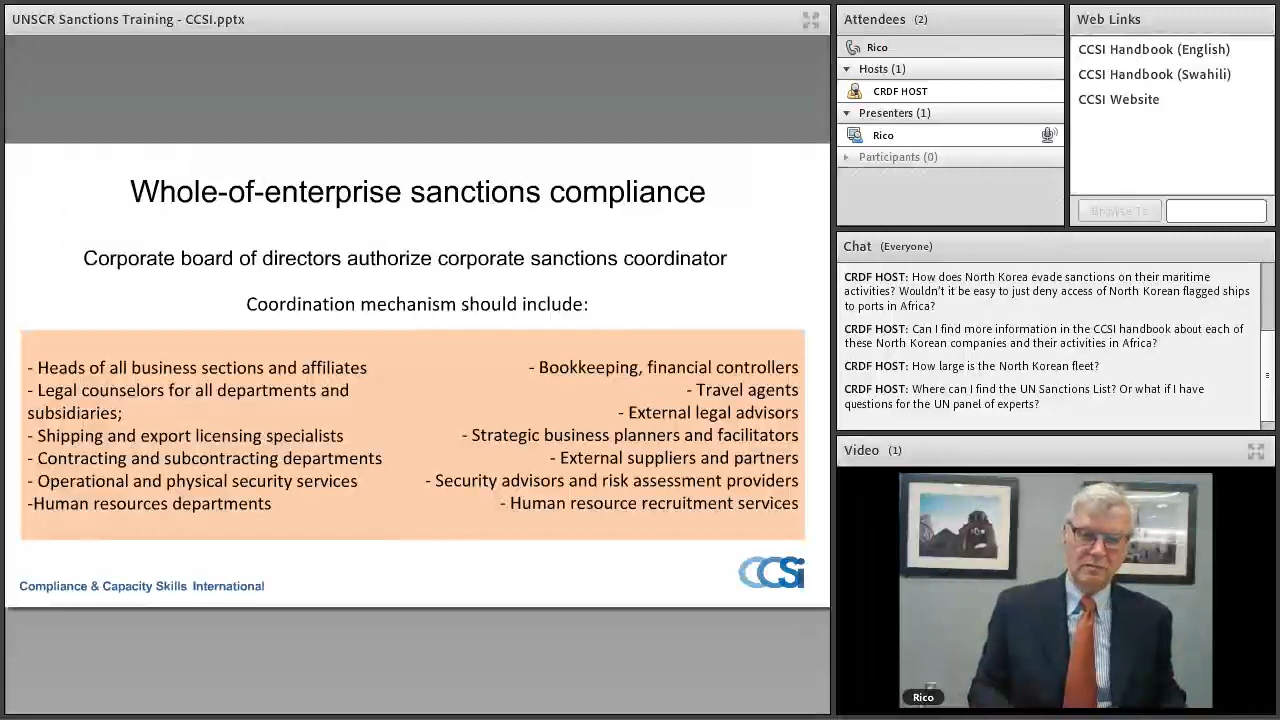 UNSCR Sanctions Training - CCSI.pptx
Whole-of-enterprise sanctions compliance
Corporate board of directors authorize corporate sanctions coordinator
Coordination mechanism should include:
- Heads of all business sections and affiliates
- Legal counselors for all departments and
subsidiaries;
- Shipping and export licensing specialists
- Contracting and subcontracting departments
- Operational and physical security services
-Human resources departments
- Bookkeeping, financial controllers
- Travel agents
- External legal advisors
- Strategic business planners and facilitators
- External suppliers and partners
- Security advisors and risk assessment providers
- Human resource recruitment services
Compliance & Capacity Skills International
CCSi
Attendees (2)
Rico
Hosts (1)
CRDF HOST
Presenters (1)
Rico
Participants (0)
Web Links
CCSI Handbook (English)
CCSI Handbook (Swahili)
CCSI Website
Browse To
Chat (Everyone)
CRDF HOST: How does North Korea evade sanctions on their maritime
activities? Wouldn't it be easy to just deny access of North Korean flagged ships
to ports in Africa?
CRDF HOST: Can I find more information in the CCSI handbook about each of
these North Korean companies and their activities in Africa?
CRDF HOST: How large is the North Korean fleet?
CRDF HOST: Where can I find the UN Sanctions List? Or what if I have
questions for the UN panel of experts?
Video (1)
Rico